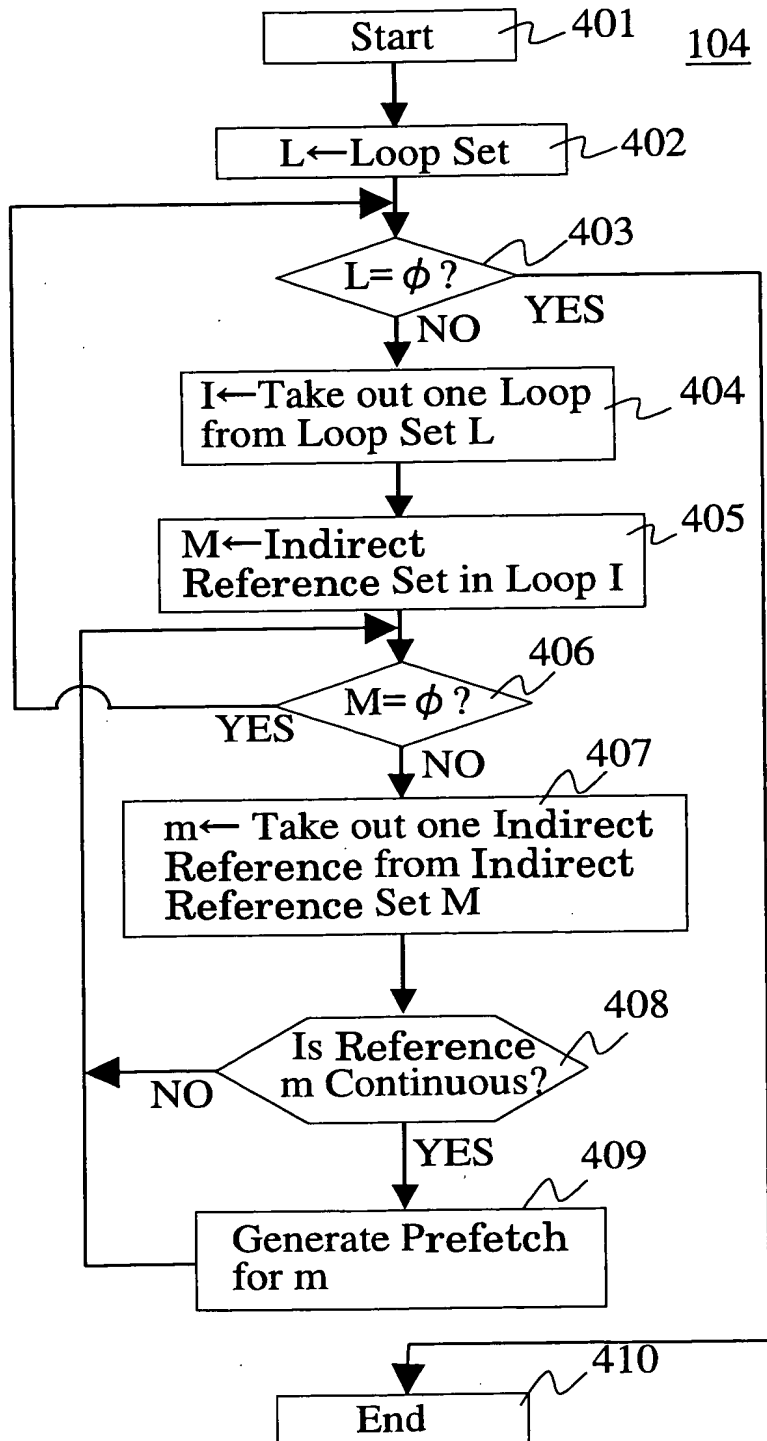 Start
401
104
L←Loop Set
402
403
L=ϕ?
YES
NO
I←Take out one Loop
from Loop Set L
404
M←Indirect
Reference Set in Loop I
405
406
M=ϕ?
YES
NO
407
m← Take out one Indirect
Reference from Indirect
Reference Set M
408
Is Reference
m Continuous?
NO
YES
409
Generate Prefetch
for m
410
End